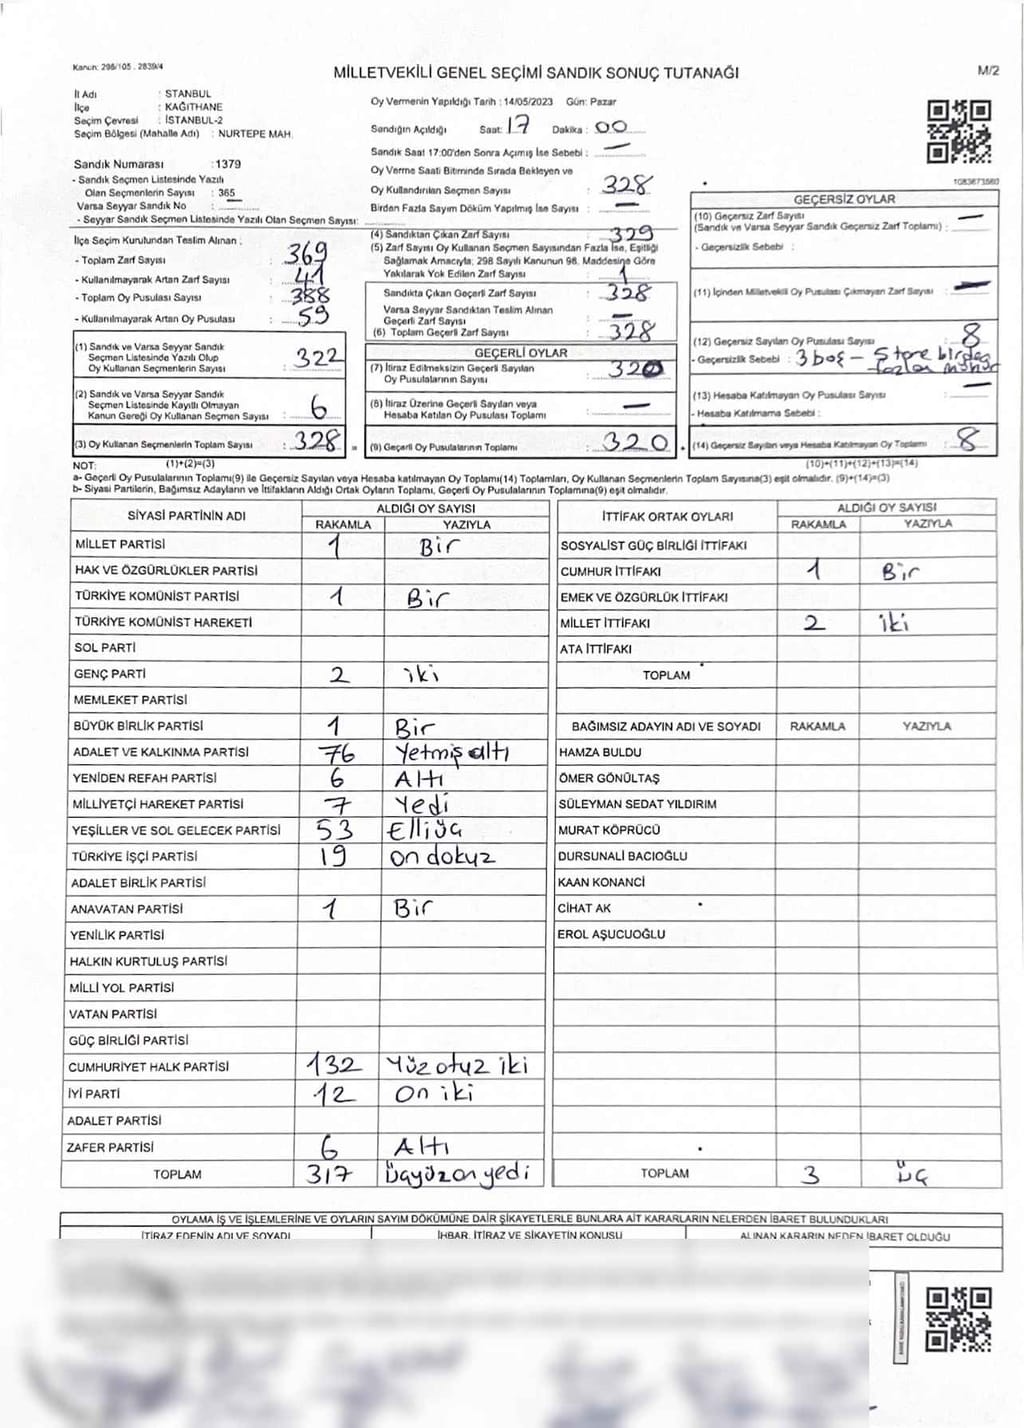 Kanun: 298/105 . 2839/4
MİLLETVEKİLİ GENEL SEÇİMİ SANDIK SONUÇ TUTANAĞI
M/2
İl Adı : STANBUL
İlçe : KAĞITHANE
Seçim Çevresi : İSTANBUL-2
Seçim Bölgesi (Mahalle Adı) : NURTEPE MAH.
Oy Vermenin Yapıldığı Tarih : 14/05/2023 Gün: Pazar
Sandığın Açıldığı Saat: 17 Dakika : 00
Sandık Saat 17:00'den Sonra Açımış İse Sebebi : —
Oy Verme Saati Bitiminde Sırada Bekleyen ve
Oy Kullandırılan Seçmen Sayısı : 328
Birden Fazla Sayım Döküm Yapılmış İse Sayısı : —
Sandık Numarası : 1379
- Sandık Seçmen Listesinde Yazılı
Olan Seçmenlerin Sayısı : 365
Varsa Seyyar Sandık No : —
- Seyyar Sandık Seçmen Listesinde Yazılı Olan Seçmen Sayısı:
1083673560
İlçe Seçim Kurulundan Teslim Alınan :
- Toplam Zarf Sayısı : 369
- Kullanılmayarak Artan Zarf Sayısı : 41
- Toplam Oy Pusulası Sayısı : 388
- Kullanılmayarak Artan Oy Pusulası : 59
(1) Sandık ve Varsa Seyyar Sandık
Seçmen Listesinde Yazılı Olup
Oy Kullanan Seçmenlerin Sayısı : 322
(2) Sandık ve Varsa Seyyar Sandık
Seçmen Listesinde Kayıtlı Olmayan
Kanun Gereği Oy Kullanan Seçmen Sayısı : 6
(3) Oy Kullanan Seçmenlerin Toplam Sayısı : 328 =
(4) Sandıktan Çıkan Zarf Sayısı : 329
(5) Zarf Sayısı Oy Kullanan Seçmen Sayısından Fazla İse, Eşitliği
Sağlamak Amacıyla; 298 Sayılı Kanunun 98. Maddesine Göre
Yakılarak Yok Edilen Zarf Sayısı : 1
Sandıkta Çıkan Geçerli Zarf Sayısı : 328
Varsa Seyyar Sandıktan Teslim Alınan
Geçerli Zarf Sayısı : —
(6) Toplam Geçerli Zarf Sayısı : 328
GEÇERLİ OYLAR
(7) İtiraz Edilmeksizin Geçerli Sayılan
Oy Pusulalarının Sayısı : 320
(8) İtiraz Üzerine Geçerli Sayılan veya
Hesaba Katılan Oy Pusulası Toplamı : —
(9) Geçerli Oy Pusulalarının Toplamı : 320 +
GEÇERSİZ OYLAR
(10) Geçersiz Zarf Sayısı
(Sandık ve Varsa Seyyar Sandık Geçersiz Zarf Toplamı) : —
- Geçersizlik Sebebi :
(11) İçinden Milletvekili Oy Pusulası Çıkmayan Zarf Sayısı : —
(12) Geçersiz Sayılan Oy Pusulası Sayısı : 8
- Geçersizlik Sebebi : 3 boş —
(13) Hesaba Katılmayan Oy Pusulası Sayısı : —
- Hesaba Katılmama Sebebi :
(14) Geçersiz Sayılan veya Hesaba Katılmayan Oy Toplamı : 8
NOT: (1)+(2)=(3) (10)+(11)+(12)+(13)=(14)
a- Geçerli Oy Pusulalarının Toplamı(9) ile Geçersiz Sayılan veya Hesaba katılmayan Oy Toplamı(14) Toplamları, Oy Kullanan Seçmenlerin Toplam Sayısına(3) eşit olmalıdır. (9)+(14)=(3)
b- Siyasi Partilerin, Bağımsız Adayların ve İttifakların Aldığı Ortak Oyların Toplamı, Geçerli Oy Pusulalarının Toplamına(9) eşit olmalıdır.
SİYASİ PARTİNİN ADI ALDIĞI OY SAYISI
RAKAMLA YAZIYLA
MİLLET PARTİSİ 1 Bir
HAK VE ÖZGÜRLÜKLER PARTİSİ
TÜRKİYE KOMÜNİST PARTİSİ 1 Bir
TÜRKİYE KOMÜNİST HAREKETİ
SOL PARTİ
GENÇ PARTİ 2 iki
MEMLEKET PARTİSİ
BÜYÜK BİRLİK PARTİSİ 1 Bir
ADALET VE KALKINMA PARTİSİ 76 Yetmiş altı
YENİDEN REFAH PARTİSİ 6 Altı
MİLLİYETÇİ HAREKET PARTİSİ 7 Yedi
YEŞİLLER VE SOL GELECEK PARTİSİ 53 Elliüç
TÜRKİYE İŞÇİ PARTİSİ 19 on dokuz
ADALET BİRLİK PARTİSİ
ANAVATAN PARTİSİ 1 Bir
YENİLİK PARTİSİ
HALKIN KURTULUŞ PARTİSİ
MİLLİ YOL PARTİSİ
VATAN PARTİSİ
GÜÇ BİRLİĞİ PARTİSİ
CUMHURİYET HALK PARTİSİ 132 Yüz otuz iki
İYİ PARTİ 12 On iki
ADALET PARTİSİ
ZAFER PARTİSİ 6 Altı
TOPLAM 317 üçyüzonyedi
İTTİFAK ORTAK OYLARI ALDIĞI OY SAYISI
RAKAMLA YAZIYLA
SOSYALİST GÜÇ BİRLİĞİ İTTİFAKI
CUMHUR İTTİFAKI 1 Bir
EMEK VE ÖZGÜRLÜK İTTİFAKI
MİLLET İTTİFAKI 2 iki
ATA İTTİFAKI
TOPLAM
BAĞIMSIZ ADAYIN ADI VE SOYADI RAKAMLA YAZIYLA
HAMZA BULDU
ÖMER GÖNÜLTAŞ
SÜLEYMAN SEDAT YILDIRIM
MURAT KÖPRÜCÜ
DURSUNALİ BACIOĞLU
KAAN KONANCİ
CİHAT AK
EROL AŞUCUOĞLU
TOPLAM 3 üç
OYLAMA İŞ VE İŞLEMLERİNE VE OYLARIN SAYIM DÖKÜMÜNE DAİR ŞİKAYETLERLE BUNLARA AİT KARARLARIN NELERDEN İBARET BULUNDUKLARI
İTİRAZ EDENİN ADI VE SOYADI İHBAR, İTİRAZ VE ŞİKAYETİN KONUSU ALINAN KARARIN NEDEN İBARET OLDUĞU